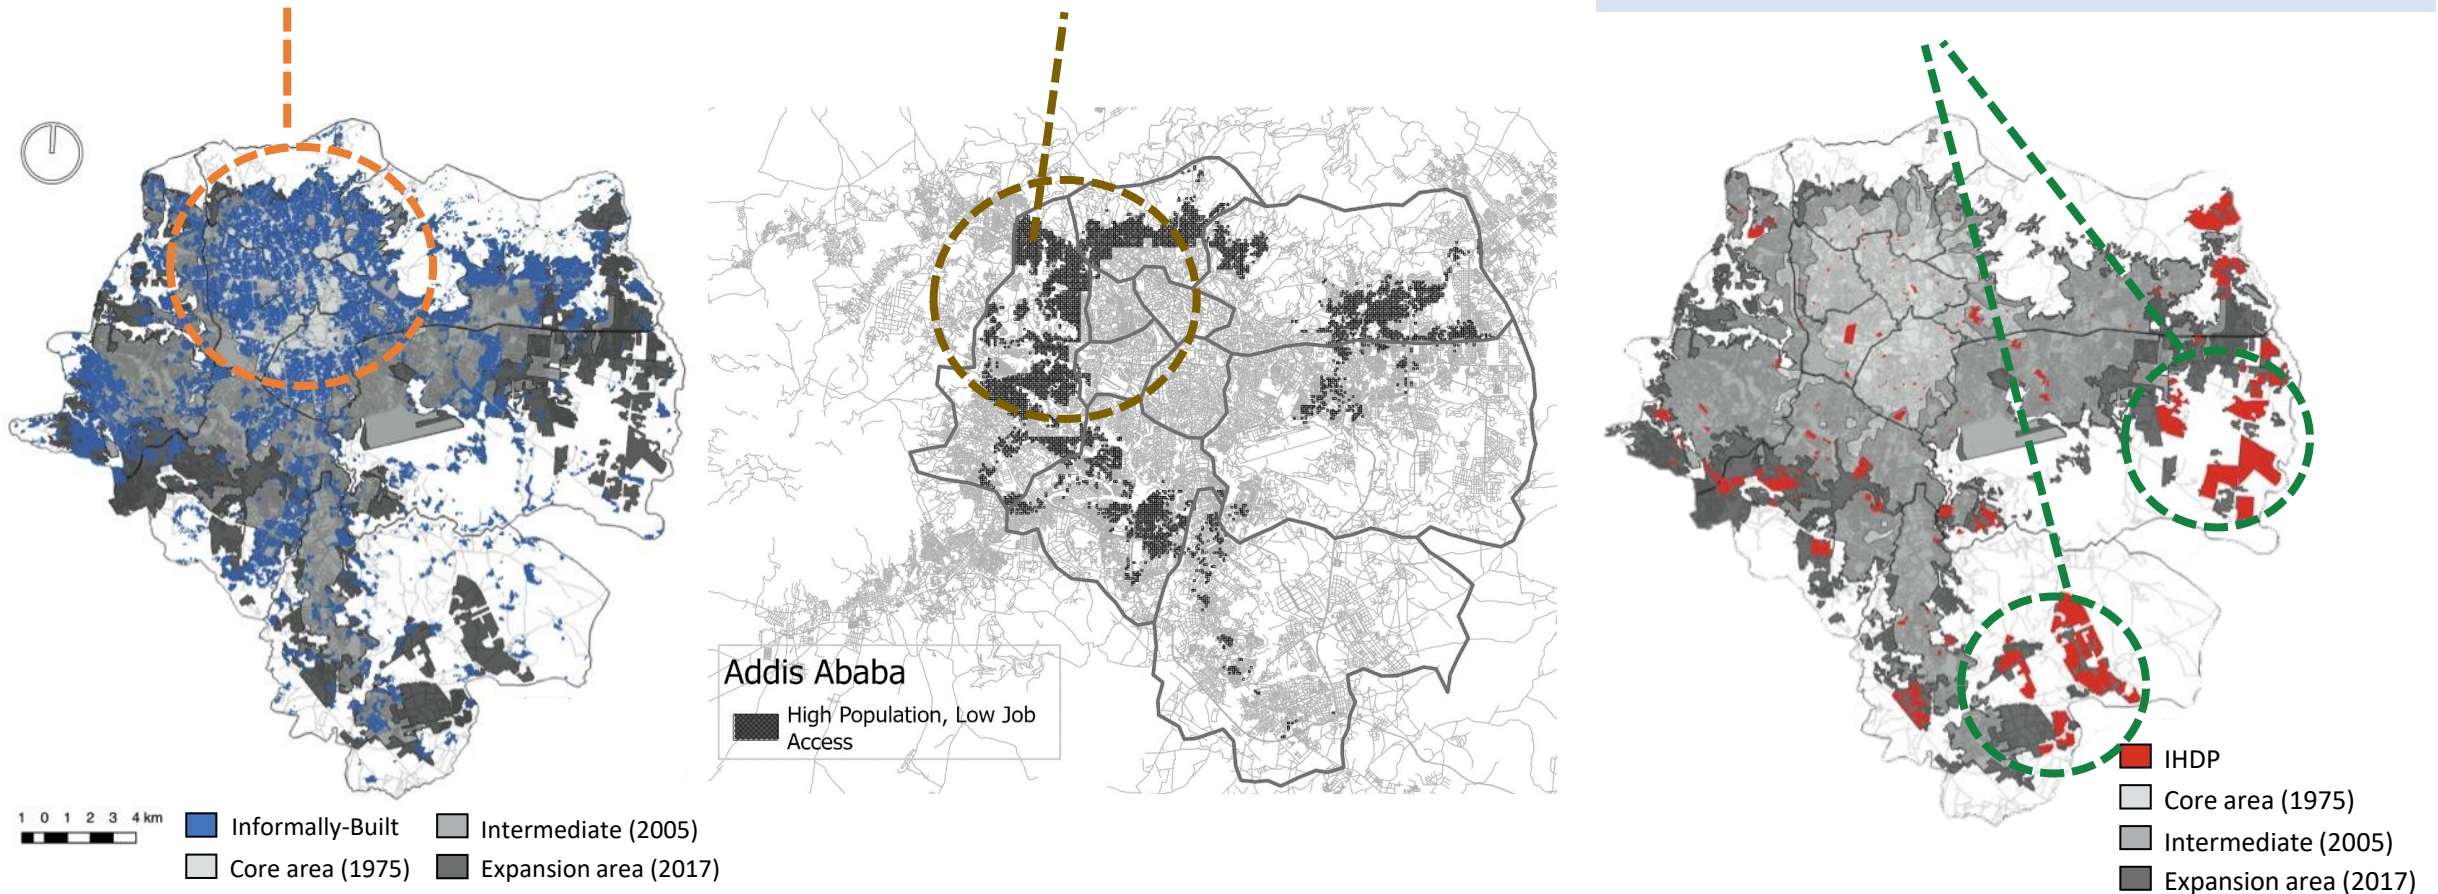 1 0 1 2 3 4 km
Informally-Built
Intermediate (2005)
Core area (1975)
Expansion area (2017)
Addis Ababa
High Population, Low Job
Access
IHDP
Core area (1975)
Intermediate (2005)
Expansion area (2017)